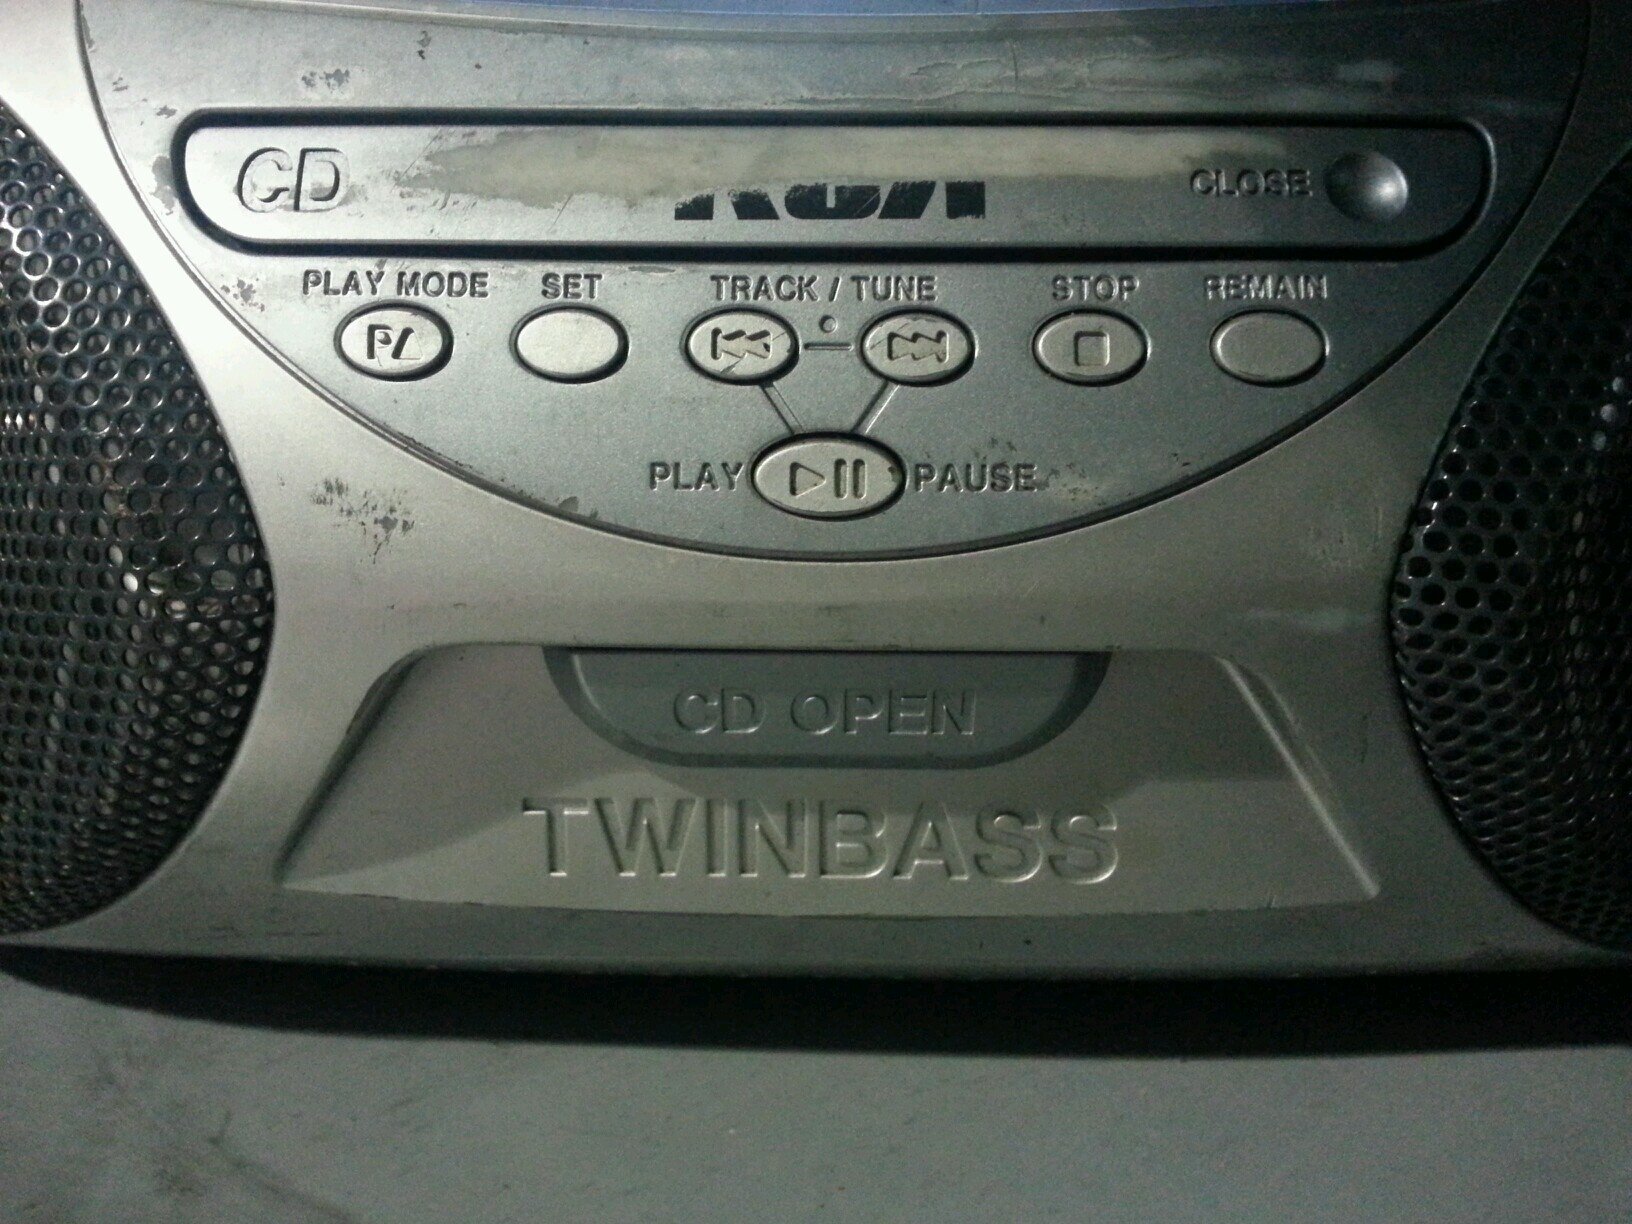 CD RCA CLOSE
PLAY MODE SET TRACK / TUNE STOP REMAIN
PLAY PAUSE
CD OPEN
TWINBASS